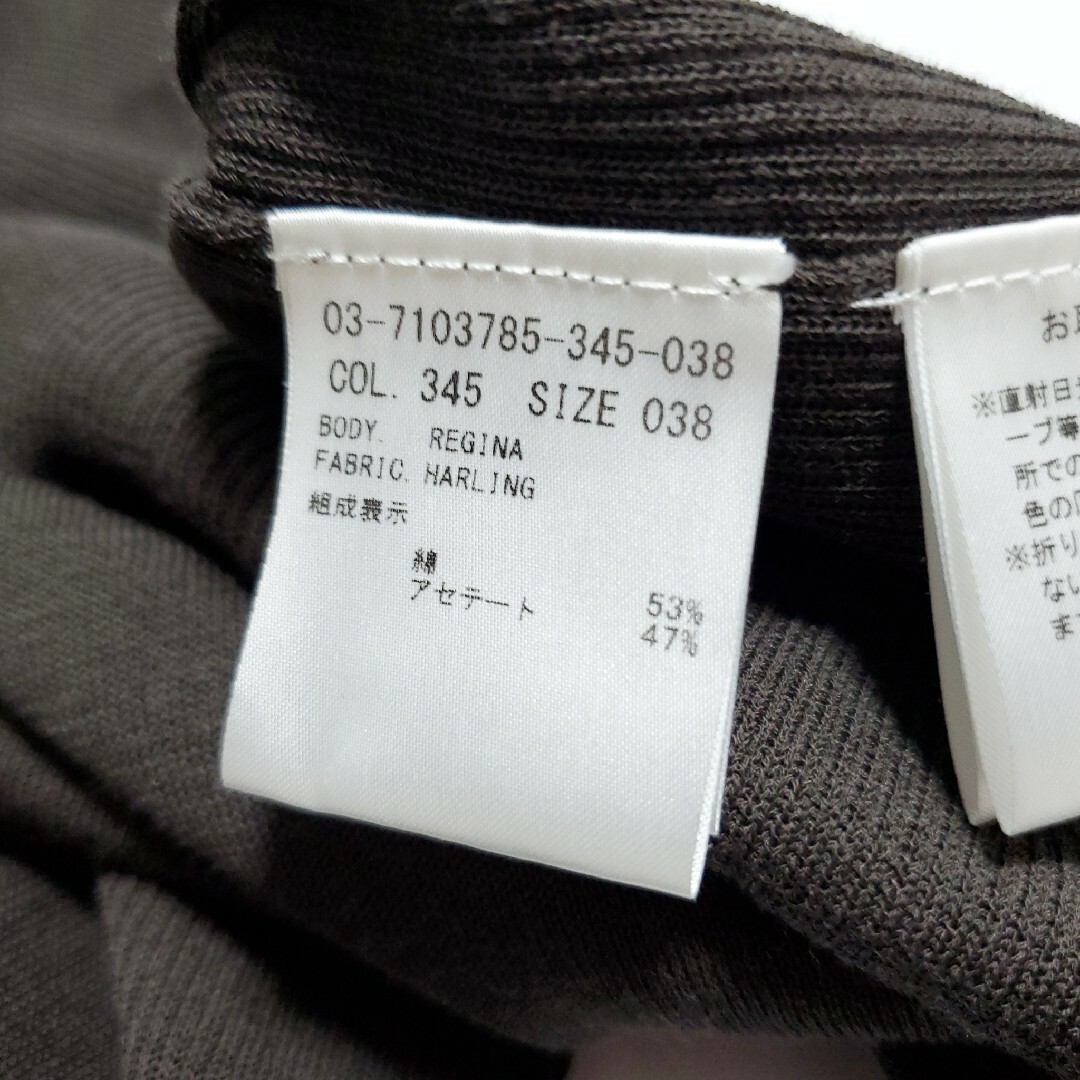 03-7103785-345-038
COL. 345 SIZE 038
BODY. REGINA
FABRIC. HARLING
組成表示
綿 53%
アセテート 47%
お取
※直射日
ーブ等
所での
色の
※折り
ない
ま